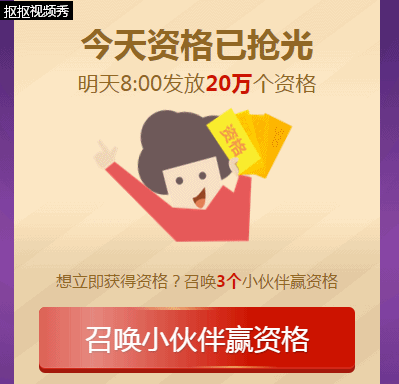 抠抠视频秀
今天资格已抢光
明天8:00发放20万个资格
资格
想立即获得资格？召唤3个小伙伴赢资格
召唤小伙伴赢资格